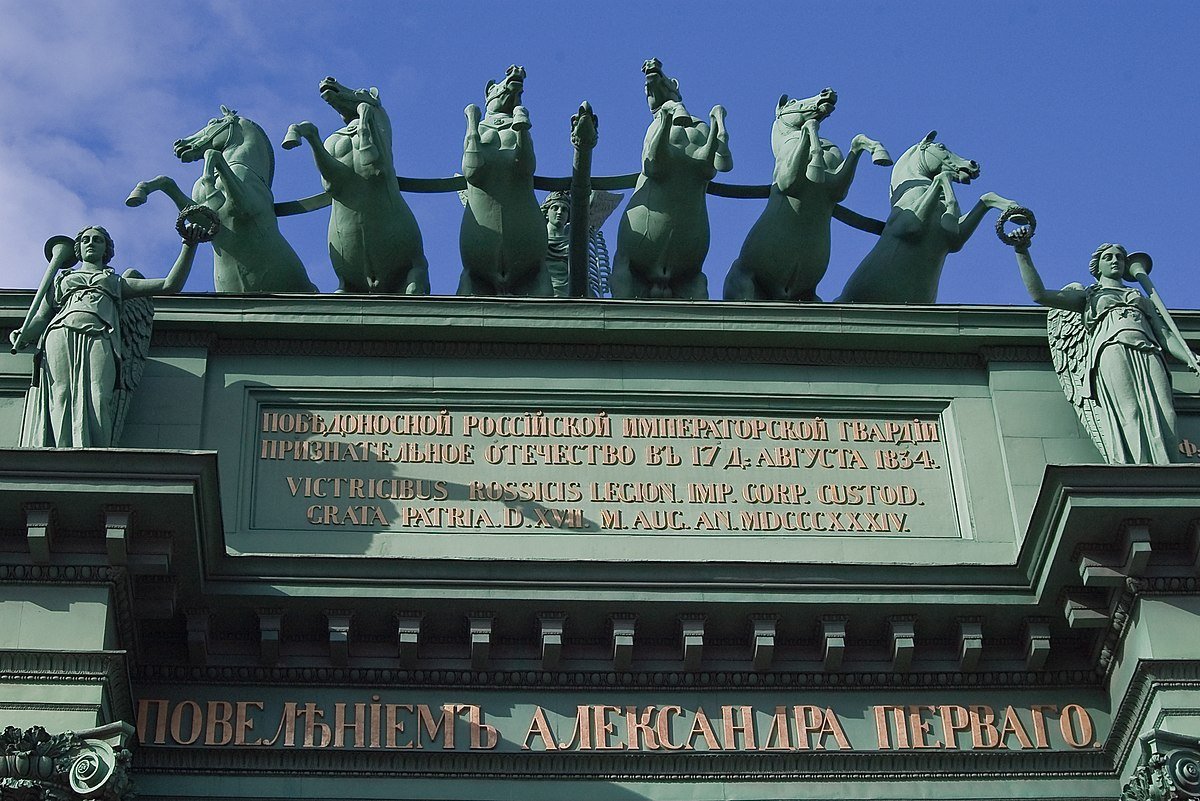 ПОБѢДОНОСНОЙ РОССІЙСКОЙ ИМПЕРАТОРСКОЙ ГВАРДІИ
ПРИЗНАТЕЛЬНОЕ ОТЕЧЕСТВО ВЪ 17 Д: АВГУСТА 1834.
VICTRICIBUS ROSSICIS LEGION. IMP. CORP. CUSTOD.
GRATA PATRIA. D. XVII. M. AUG. AN. MDCCCXXXIV.
ПОВЕЛѢНІЕМЪ АЛЕКСАНДРА ПЕРВАГО.